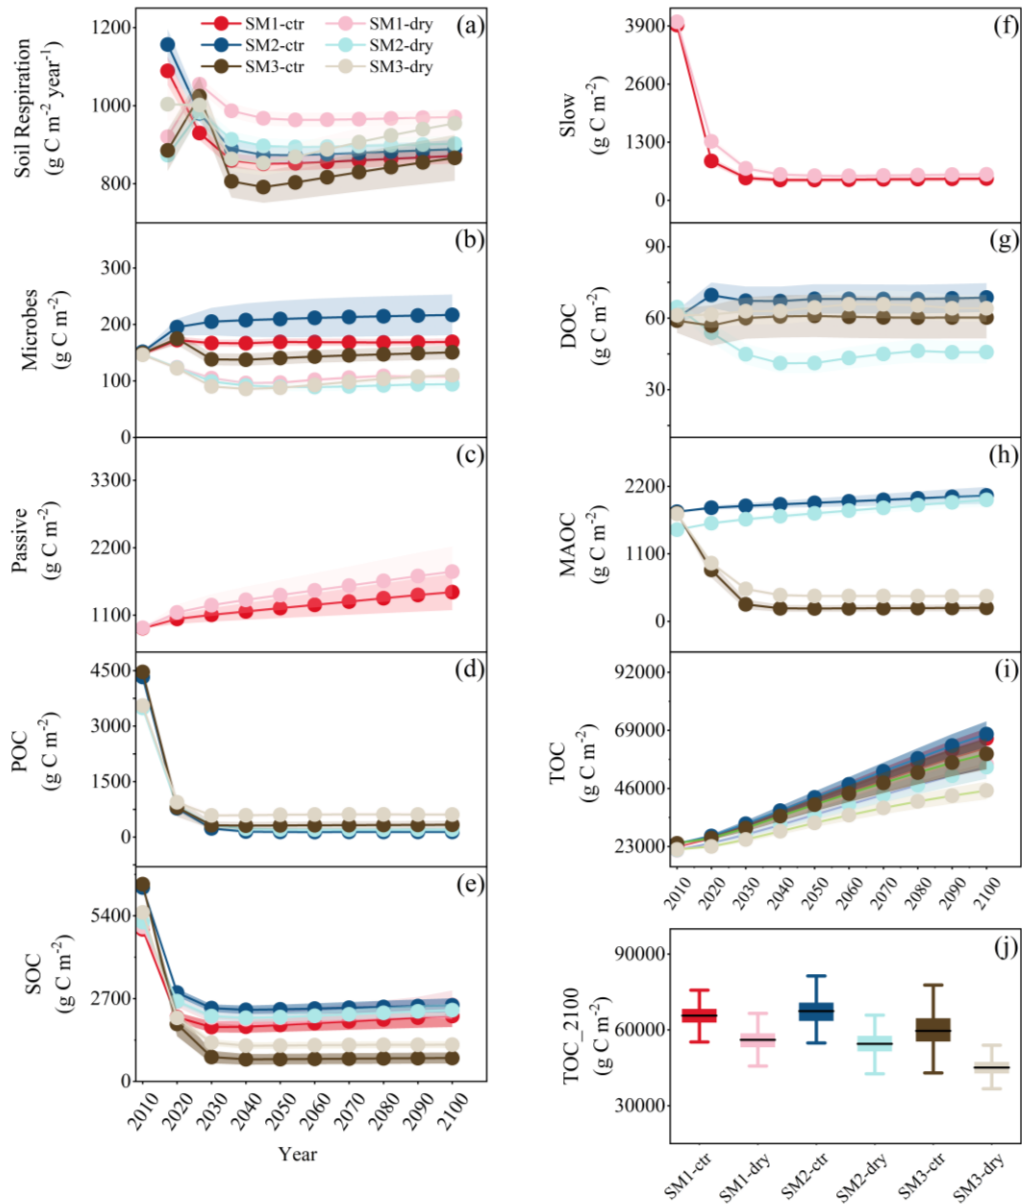 (a)
SM1-ctr
SM1-dry
SM2-ctr
SM2-dry
SM3-ctr
SM3-dry
Soil Respiration
(g C m⁻² year⁻¹)
1200
1000
800
(b)
Microbes
(g C m⁻²)
300
200
100
0
(c)
Passive
(g C m⁻²)
3300
2200
1100
(d)
POC
(g C m⁻²)
4500
3000
1500
0
(e)
SOC
(g C m⁻²)
5400
2700
0
2010
2020
2030
2040
2050
2060
2070
2080
2090
2100
Year
(f)
Slow
(g C m⁻²)
3900
2600
1300
0
(g)
DOC
(g C m⁻²)
90
60
30
(h)
MAOC
(g C m⁻²)
2200
1100
0
(i)
TOC
(g C m⁻²)
92000
69000
46000
23000
2010
2020
2030
2040
2050
2060
2070
2080
2090
2100
(j)
TOC_2100
(g C m⁻²)
90000
60000
30000
SM1-ctr
SM1-dry
SM2-ctr
SM2-dry
SM3-ctr
SM3-dry